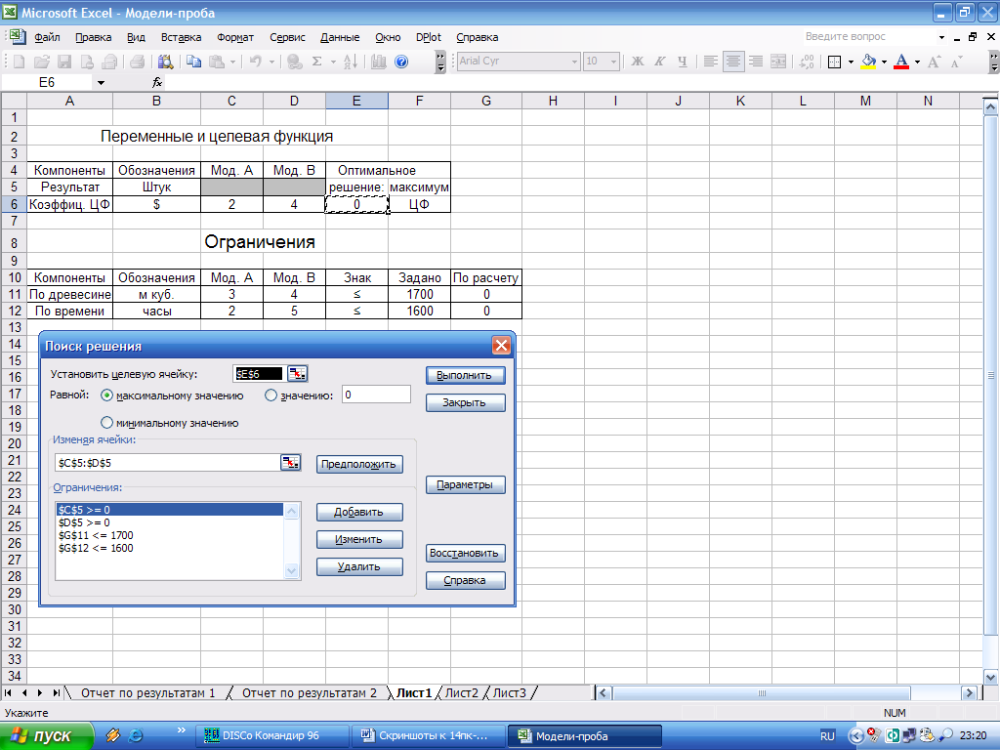 Microsoft Excel - Модели-проба
Файл Правка Вид Вставка Формат Сервис Данные Окно DPlot Справка Введите вопрос
Arial Cyr 10 Ж К Ч
E6 fx
A B C D E F G H I J K L M N
1
2 Переменные и целевая функция
3
4 Компоненты Обозначения Мод. А Мод. В Оптимальное
5 Результат Штук решение: максимум
6 Коэффиц. ЦФ $ 2 4 0 ЦФ
7
8 Ограничения
9
10 Компоненты Обозначения Мод. А Мод. В Знак Задано По расчету
11 По древесине м куб. 3 4 ≤ 1700 0
12 По времени часы 2 5 ≤ 1600 0
13
14
15
16
17
18
19
20
21
22
23
24
25
26
27
28
29
30
31
32
33
34
Поиск решения
Установить целевую ячейку: $E$6 Выполнить
Равной: максимальному значению значению: 0 Закрыть
минимальному значению
Изменяя ячейки:
$C$5:$D$5 Предположить
Параметры
Ограничения:
$C$5 >= 0 Добавить
$D$5 >= 0
$G$11 <= 1700 Изменить
$G$12 <= 1600 Восстановить
Удалить
Справка
Отчет по результатам 1 Отчет по результатам 2 Лист1 Лист2 Лист3
Укажите NUM
пуск DISCo Командир 96 Скриншоты к 14пк-... Модели-проба RU 23:20